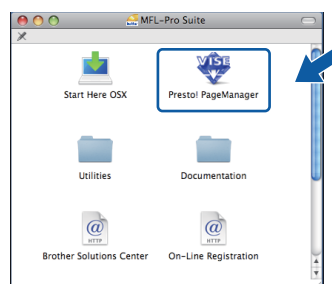 MFL-Pro Suite
VISE
Start Here OSX
Presto! PageManager
Utilities
Documentation
@
HTTP
@
HTTP
Brother Solutions Center
On-Line Registration